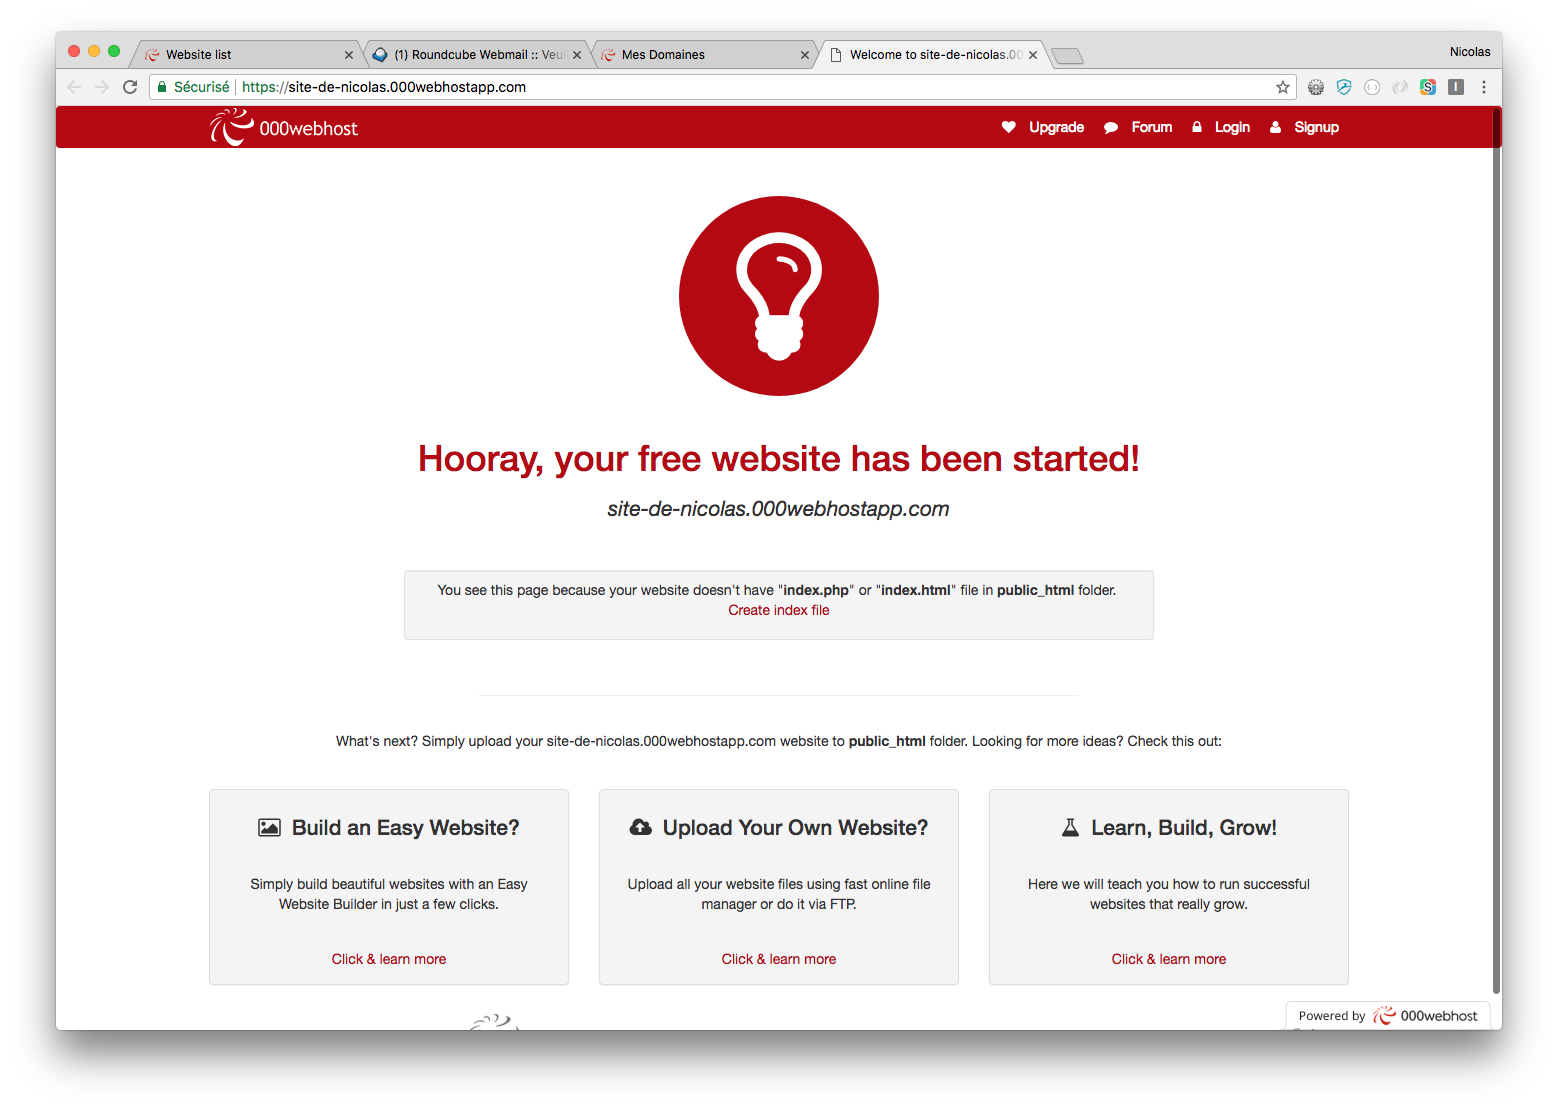 Website list
(1) Roundcube Webmail :: Veui
Mes Domaines
Welcome to site-de-nicolas.00
Nicolas
Sécurisé
https://site-de-nicolas.000webhostapp.com
000webhost
Upgrade
Forum
Login
Signup
Hooray, your free website has been started!
site-de-nicolas.000webhostapp.com
You see this page because your website doesn't have "index.php" or "index.html" file in public_html folder.
Create index file
What's next? Simply upload your site-de-nicolas.000webhostapp.com website to public_html folder. Looking for more ideas? Check this out:
Build an Easy Website?
Simply build beautiful websites with an Easy
Website Builder in just a few clicks.
Click & learn more
Upload Your Own Website?
Upload all your website files using fast online file
manager or do it via FTP.
Click & learn more
Learn, Build, Grow!
Here we will teach you how to run successful
websites that really grow.
Click & learn more
Powered by 000webhost